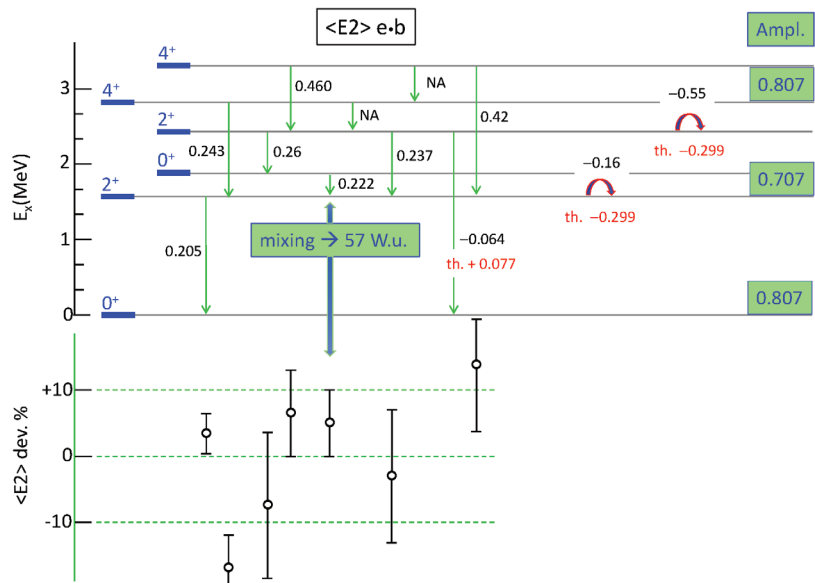 <E2> e•b
Ampl.
4⁺
3
0.460
NA
0.807
4⁺
−0.55
NA
0.42
2⁺
0.243
0.26
0.237
th. −0.299
2
0⁺
−0.16
0.222
2⁺
th. −0.299
0.707
Eₓ(MeV)
mixing → 57 W.u.
−0.064
0.205
th. + 0.077
1
0⁺
0
0.807
+10
0
-10
<E2> dev. %